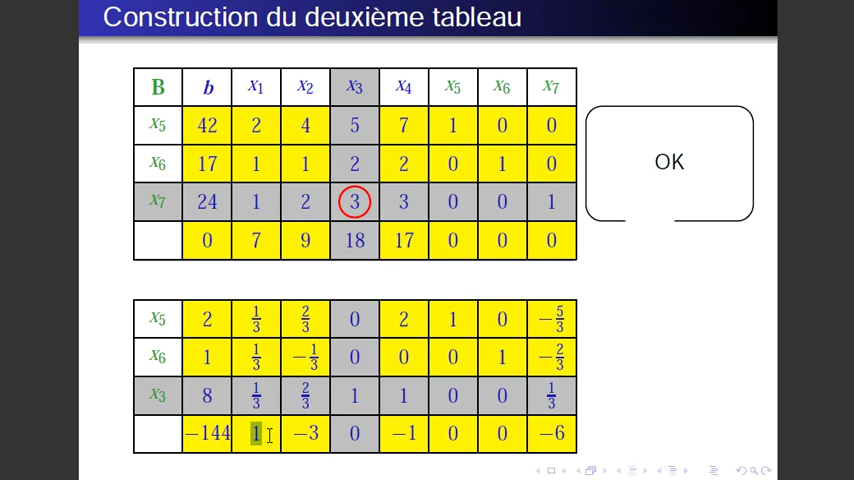 Construction du deuxième tableau
B b x1 x2 x3 x4 x5 x6 x7
x5 42 2 4 5 7 1 0 0
x6 17 1 1 2 2 0 1 0
x7 24 1 2 3 3 0 0 1
0 7 9 18 17 0 0 0
OK
x5 2 1/3 2/3 0 2 1 0 −5/3
x6 1 1/3 −1/3 0 0 0 1 −2/3
x3 8 1/3 2/3 1 1 0 0 1/3
−144 1 −3 0 −1 0 0 −6